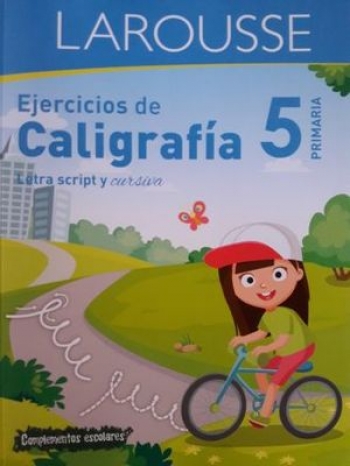 LAROUSSE
Ejercicios de
Caligrafía 5
PRIMARIA
Letra script y cursiva
Complementos escolares